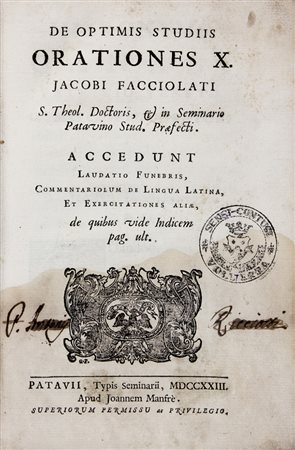 DE OPTIMIS STUDIIS
ORATIONES X.
JACOBI FACCIOLATI
S. Theol. Doctoris, & in Seminario
Patavino Stud. Præfecti.
ACCEDUNT
LAUDATIO FUNEBRIS,
COMMENTARIOLUM DE LINGUA LATINA,
ET EXERCITATIONES ALIÆ,
de quibus vide Indicem
pag. ult.
PATAVII, Typis Seminarii, MDCCXXIII.
Apud Joannem Manfrè.
SUPERIORUM PERMISSU ac PRIVILEGIO.